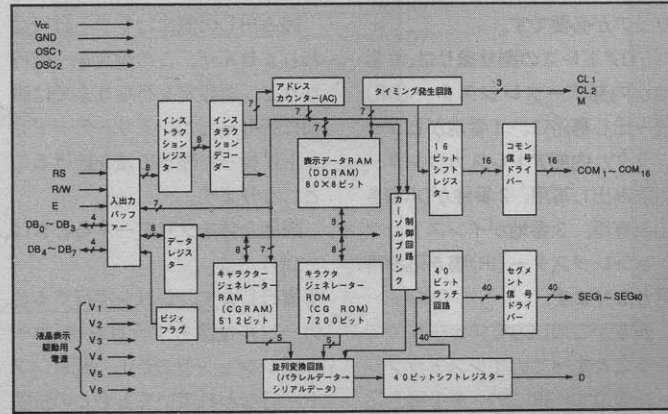 Vcc
GND
OSC1
OSC2
アドレス
カウンター(AC)
タイミング発生回路
3
CL1
CL2
M
7
7
7
インストラクションレジスター
8
インスタラクションデコーダー
8
8
表示データRAM
(DDRAM)
80×8ビット
16ビットシフトレジスター
16
コモン信号ドライバー
16
COM1〜COM16
RS
R/W
E
DB0〜DB3
4
DB4〜DB7
4
入出力バッファー
7
8
データレジスター
8
7
8
8
カーソルブリンク
制御回路
キャラクター
ジェネレーター
RAM
(CGRAM)
512ビット
キラクタ
ジェネレーター
ROM
(CG ROM)
7200ビット
40ビットラッチ回路
40
セグメント信号ドライバー
40
SEG1〜SEG40
ビジィ
フラグ
5
5
40
液晶表示
駆動用
電源
V1
V2
V3
V4
V5
V6
並列変換回路
(パラレルデータ→
シリアルデータ)
40ビットシフトレジスター
D